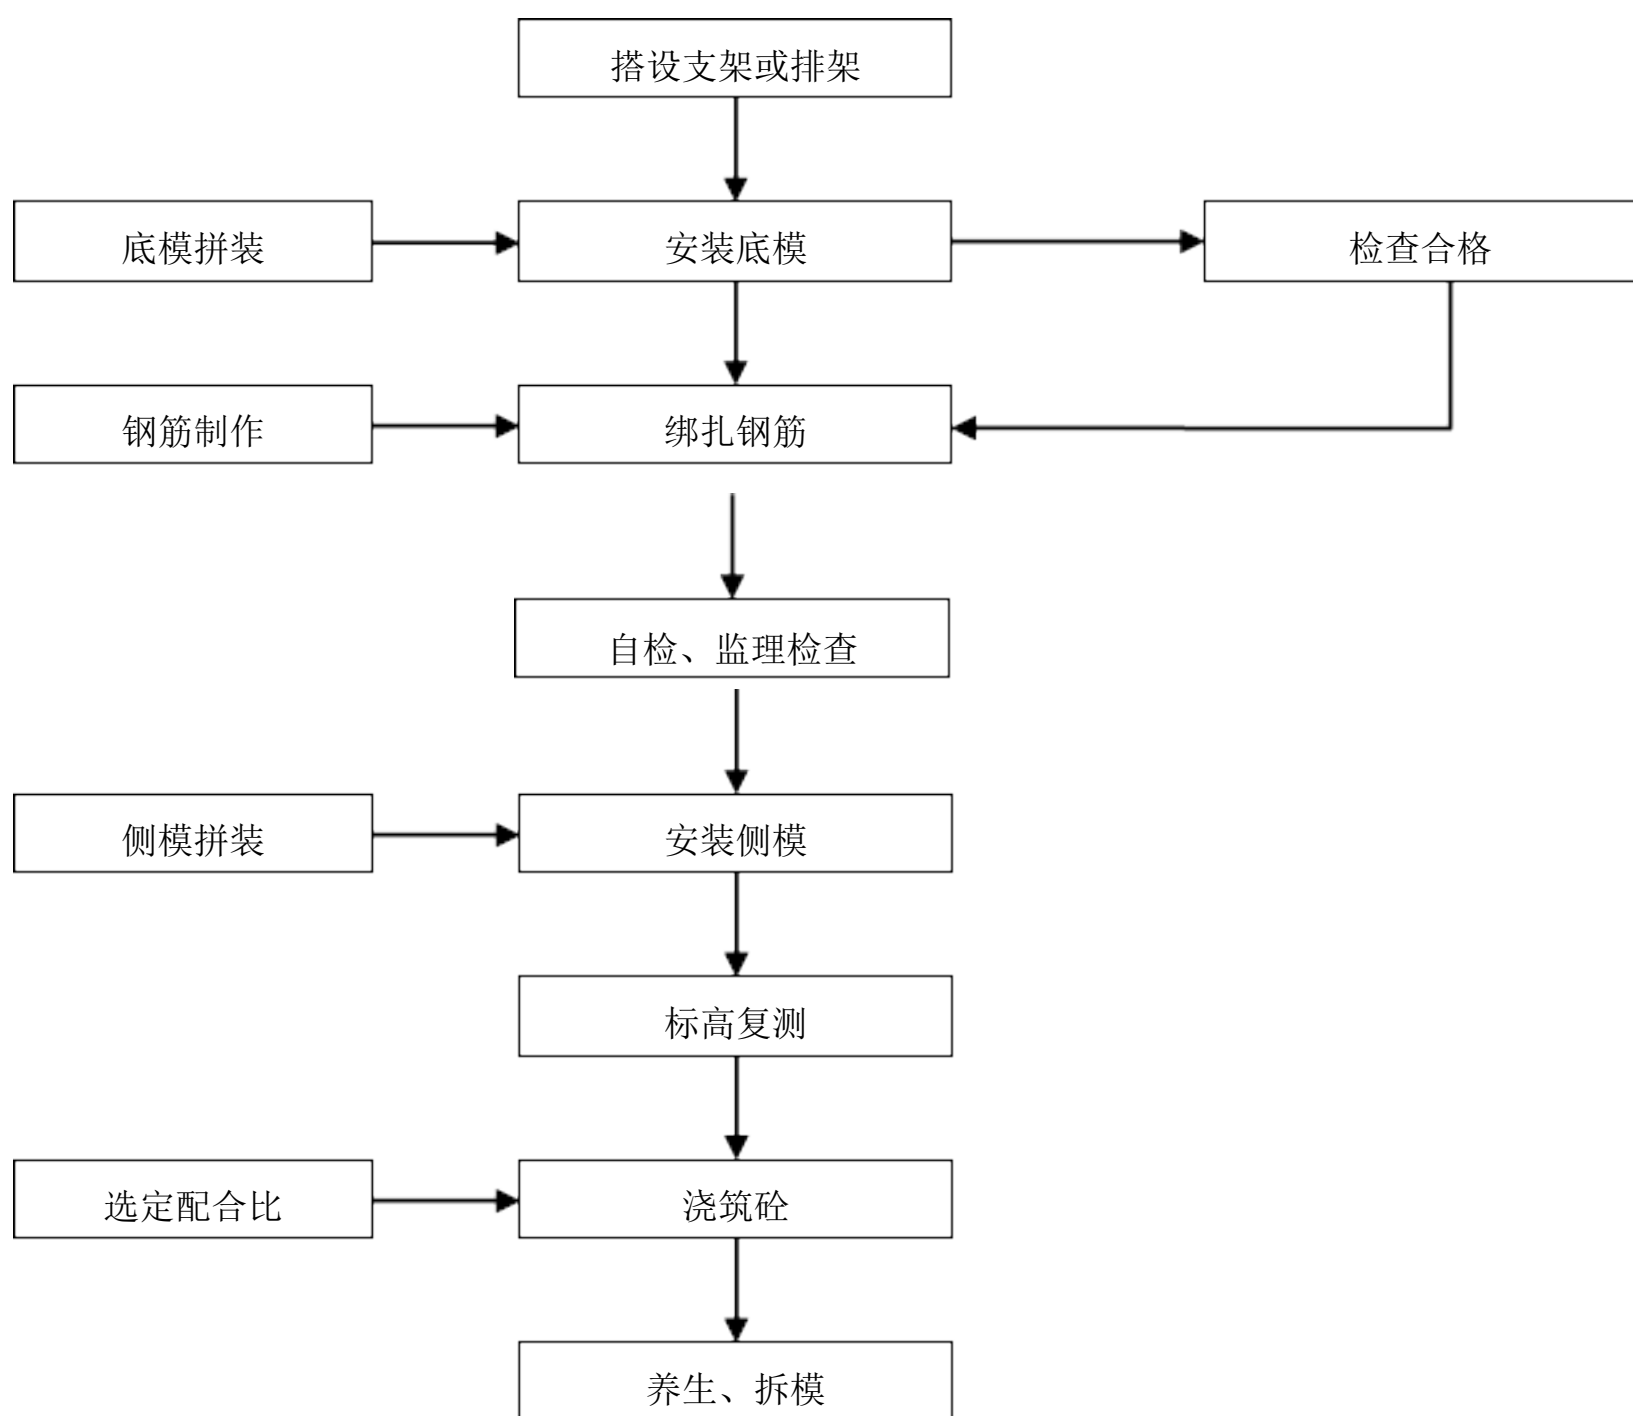 搭设支架或排架
底模拼装
安装底模
检查合格
钢筋制作
绑扎钢筋
自检、监理检查
侧模拼装
安装侧模
标高复测
选定配合比
浇筑砼
养生、拆模